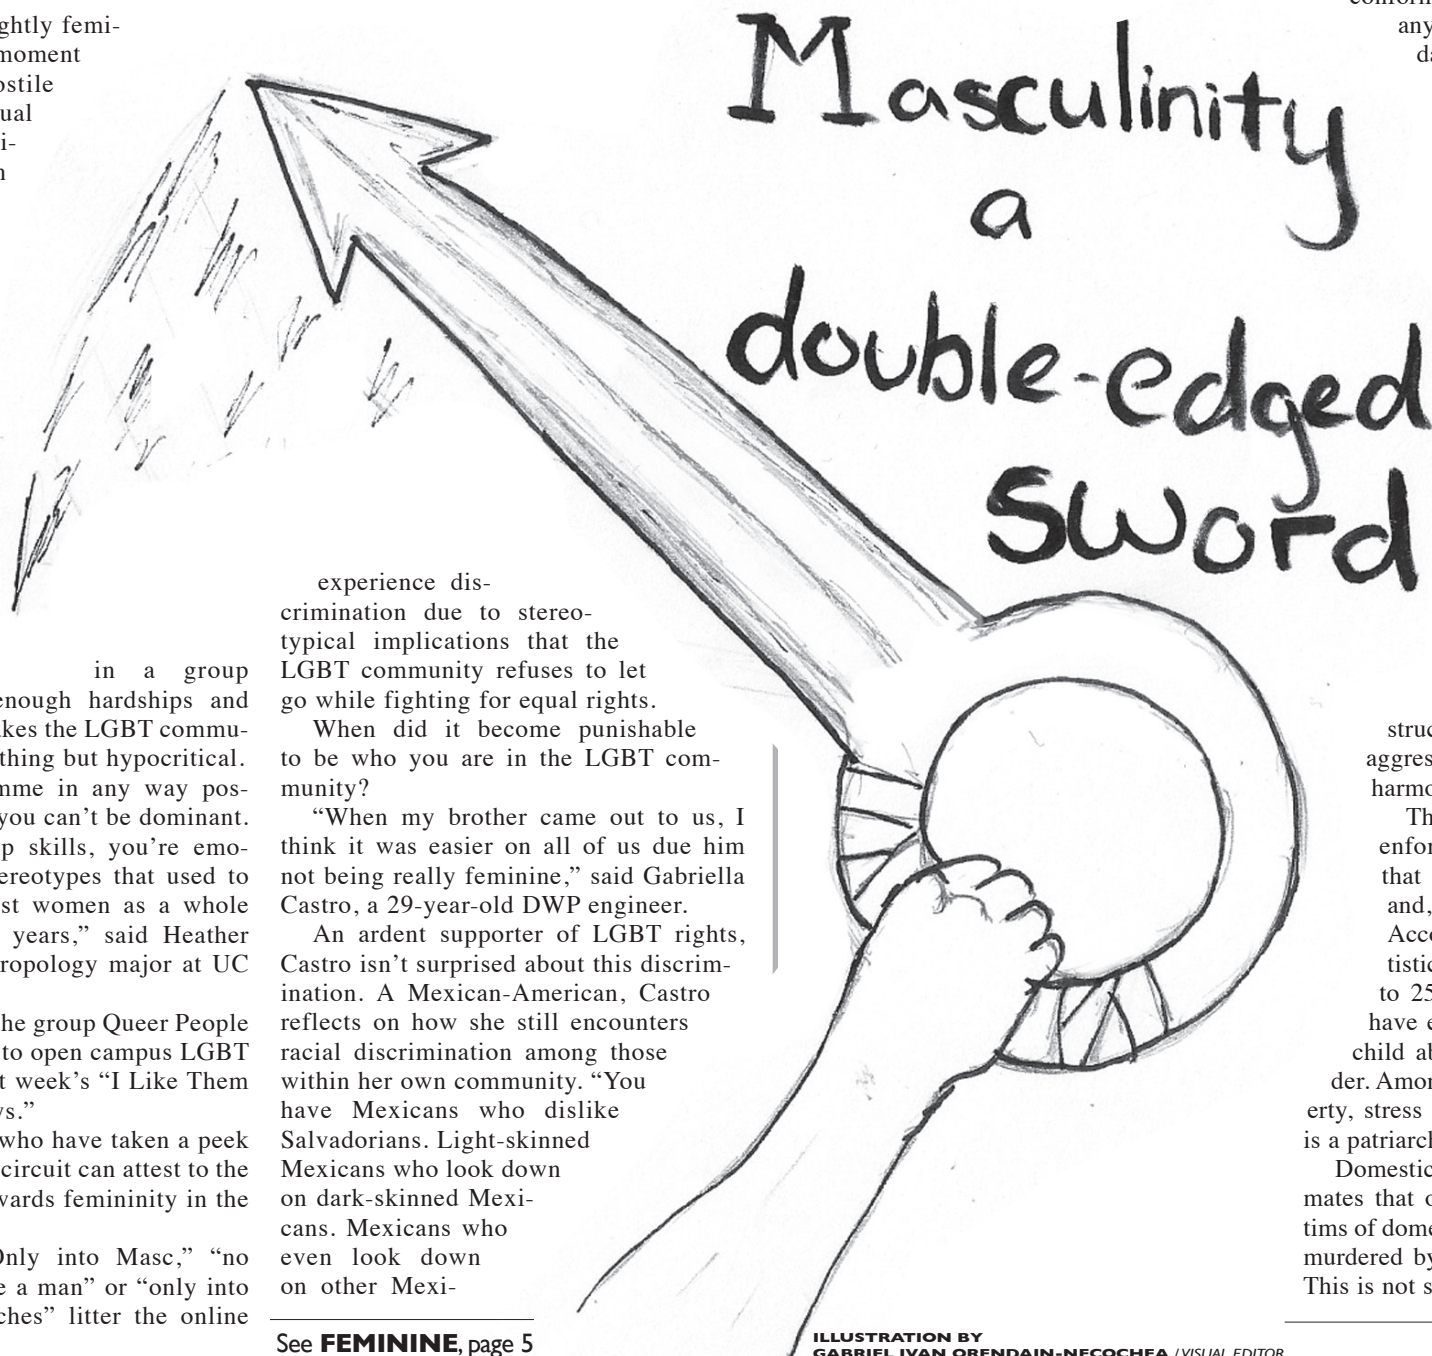 ghtly femi-
moment
ostile
ual
i-
n
in a group
enough hardships and
akes the LGBT commu-
thing but hypocritical.
mme in any way pos-
you can't be dominant.
p skills, you're emo-
ereotypes that used to
st women as a whole
years,” said Heather
ropology major at UC
he group Queer People
to open campus LGBT
t week's “I Like Them
ys.”
who have taken a peek
circuit can attest to the
wards femininity in the
Only into Masc,” “no
e a man” or “only into
ches” litter the online
experience dis-
crimination due to stereo-
typical implications that the
LGBT community refuses to let
go while fighting for equal rights.
When did it become punishable
to be who you are in the LGBT com-
munity?
“When my brother came out to us, I
think it was easier on all of us due him
not being really feminine,” said Gabriella
Castro, a 29-year-old DWP engineer.
An ardent supporter of LGBT rights,
Castro isn't surprised about this discrim-
ination. A Mexican-American, Castro
reflects on how she still encounters
racial discrimination among those
within her own community. “You
have Mexicans who dislike
Salvadorians. Light-skinned
Mexicans who look down
on dark-skinned Mexi-
cans. Mexicans who
even look down
on other Mexi-
See FEMININE, page 5
Masculinity
a
double-edged
sword
ILLUSTRATION BY
GABRIEL IVAN ORENDAIN-NECOCHEA / VISUAL EDITOR
any
da
struc
aggres
harmo
Th
enfor
that
and,
Acco
tistic
to 25
have e
child ab
der. Amon
erty, stress
is a patriarch
Domestic
mates that o
tims of dome
murdered by
This is not s